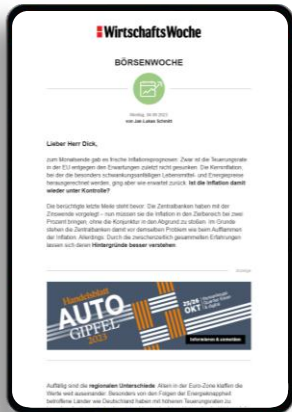 WirtschaftsWoche
BÖRSENWOCHE
von Jan-Lukas Schmitt
Lieber Herr Dick,
zum Monatsende gab es frische Inflationsprognosen: Zwar ist die Teuerungsrate
in der EU entgegen den Erwartungen zuletzt nicht gesunken. Die Kerninflation,
bei der die besonders schwankungsanfälligen Lebensmittel- und Energiepreise
herausgerechnet werden, ging aber wie erwartet zurück. Ist die Inflation damit
wieder unter Kontrolle?
Die berüchtigte letzte Meile steht bevor: Die Zentralbanken haben mit der
Zinswende vorgelegt – nun müssen sie die Inflation in den Zielbereich bei zwei
Prozent bringen, ohne die Konjunktur in den Abgrund zu stoßen. Im Grunde
stehen die Zentralbanken damit vor demselben Problem wie beim Aufflammen
der Inflation. Allerdings: Durch die zwischenzeitlich gesammelten Erfahrungen
lassen sich deren Hintergründe besser verstehen.
Anzeige
Handelsblatt
AUTO
GIPFEL
2023
25/26
OKT
& digital
Informieren & anmelden
Auffällig sind die regionalen Unterschiede. Allein in der Euro-Zone klaffen die
Werte weit auseinander. Besonders von den Folgen der Energieknappheit
betroffene Länder wie Deutschland haben mit höheren Teuerungsraten zu